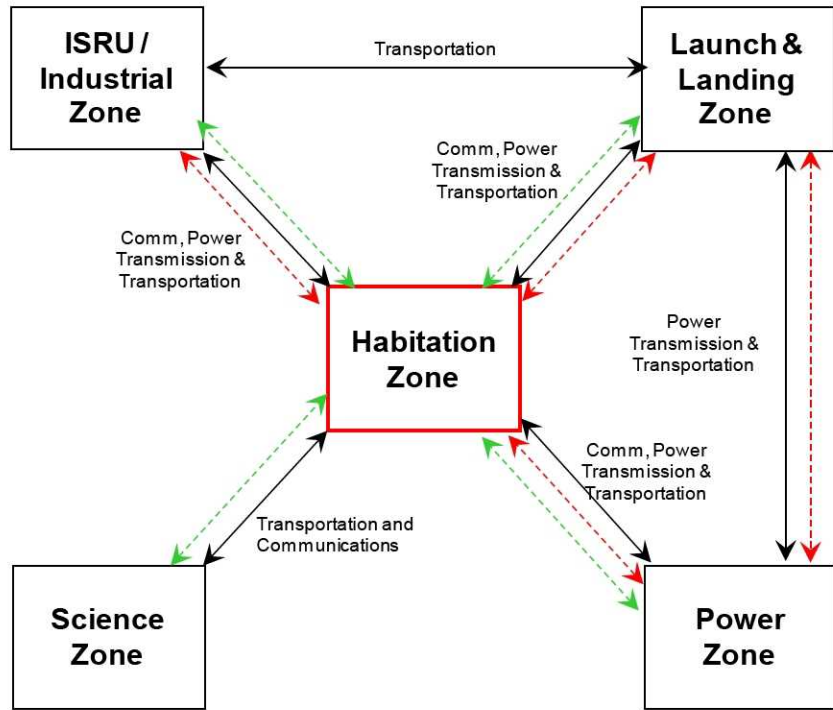 ISRU /
Industrial
Zone
Transportation
Launch &
Landing
Zone
Comm, Power
Transmission &
Transportation
Comm, Power
Transmission &
Transportation
Habitation
Zone
Power
Transmission &
Transportation
Comm, Power
Transmission &
Transportation
Transportation and
Communications
Science
Zone
Power
Zone